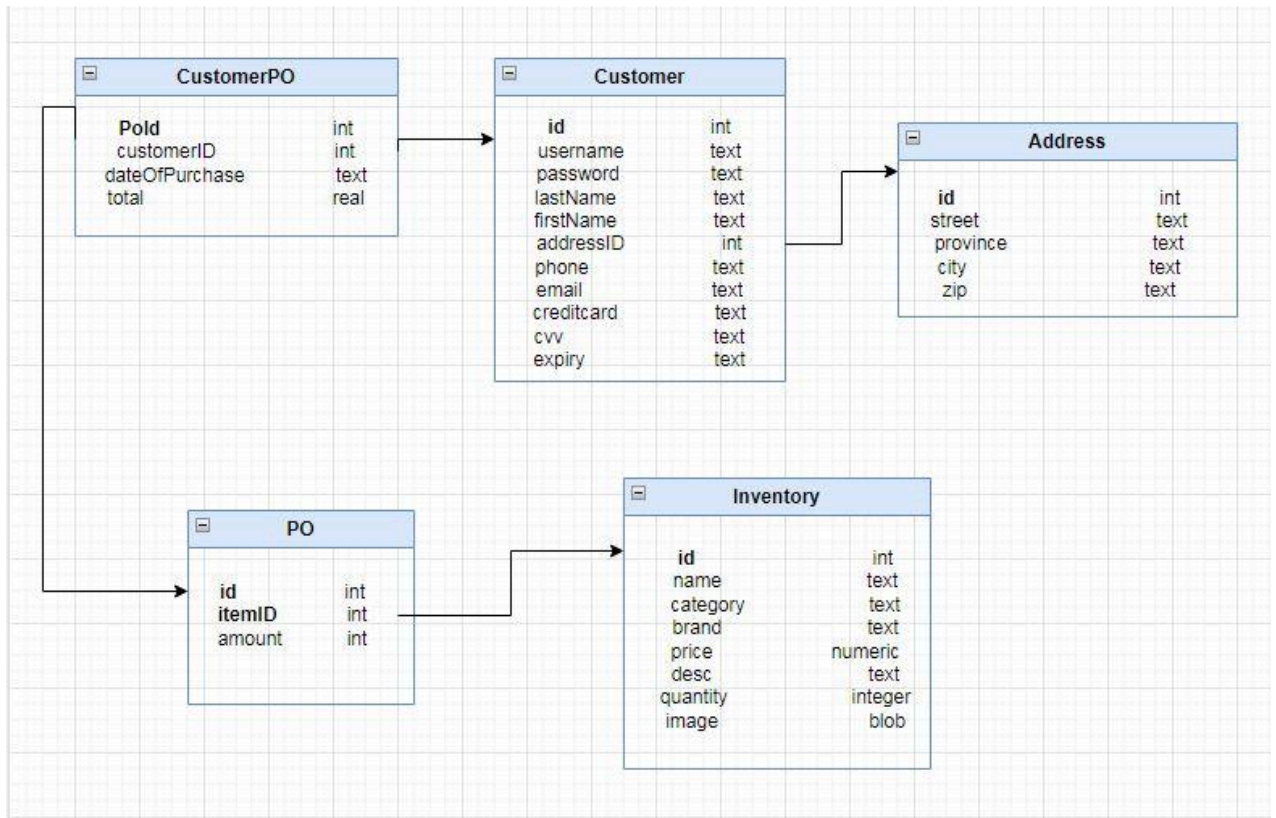 CustomerPO
PoId int
customerID int
dateOfPurchase text
total real
Customer
id int
username text
password text
lastName text
firstName text
addressID int
phone text
email text
creditcard text
cvv text
expiry text
Address
id int
street text
province text
city text
zip text
PO
id int
itemID int
amount int
Inventory
id int
name text
category text
brand text
price numeric
desc text
quantity integer
image blob